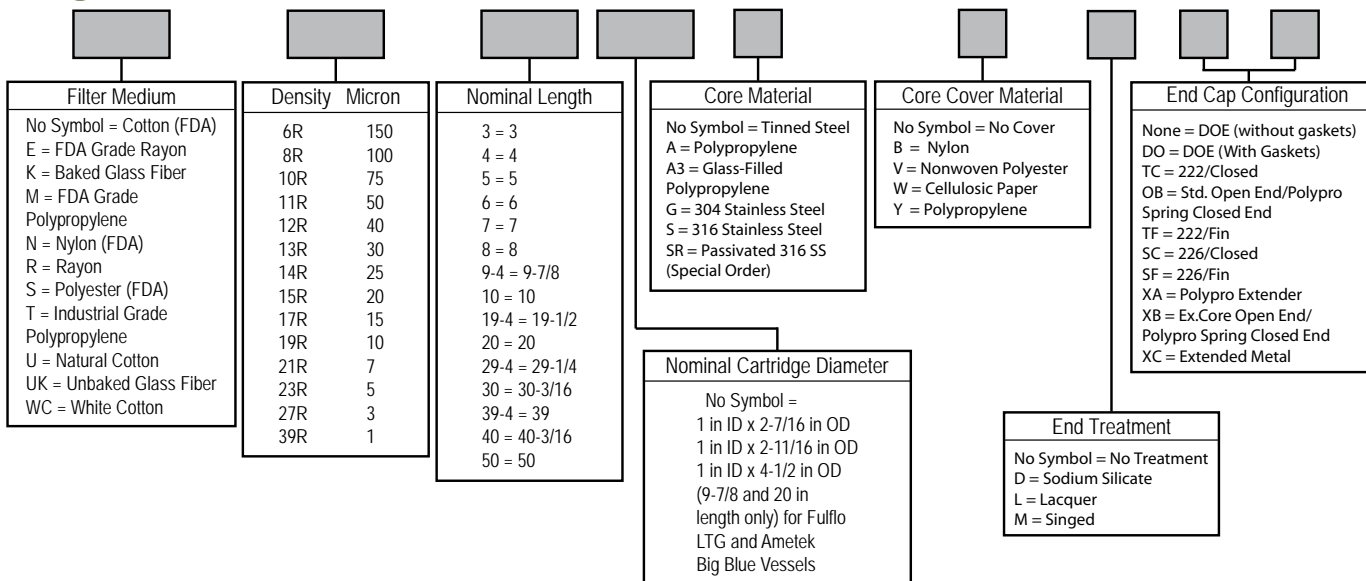 Filter Medium
No Symbol = Cotton (FDA)
E = FDA Grade Rayon
K = Baked Glass Fiber
M = FDA Grade
Polypropylene
N = Nylon (FDA)
R = Rayon
S = Polyester (FDA)
T = Industrial Grade
Polypropylene
U = Natural Cotton
UK = Unbaked Glass Fiber
WC = White Cotton
Density Micron
6R 150
8R 100
10R 75
11R 50
12R 40
13R 30
14R 25
15R 20
17R 15
19R 10
21R 7
23R 5
27R 3
39R 1
Nominal Length
3 = 3
4 = 4
5 = 5
6 = 6
7 = 7
8 = 8
9-4 = 9-7/8
10 = 10
19-4 = 19-1/2
20 = 20
29-4 = 29-1/4
30 = 30-3/16
39-4 = 39
40 = 40-3/16
50 = 50
Core Material
No Symbol = Tinned Steel
A = Polypropylene
A3 = Glass-Filled
Polypropylene
G = 304 Stainless Steel
S = 316 Stainless Steel
SR = Passivated 316 SS
(Special Order)
Nominal Cartridge Diameter
No Symbol =
1 in ID x 2-7/16 in OD
1 in ID x 2-11/16 in OD
1 in ID x 4-1/2 in OD
(9-7/8 and 20 in
length only) for Fulflo
LTG and Ametek
Big Blue Vessels
Core Cover Material
No Symbol = No Cover
B = Nylon
V = Nonwoven Polyester
W = Cellulosic Paper
Y = Polypropylene
End Treatment
No Symbol = No Treatment
D = Sodium Silicate
L = Lacquer
M = Singed
End Cap Configuration
None = DOE (without gaskets)
DO = DOE (With Gaskets)
TC = 222/Closed
OB = Std. Open End/Polypro
Spring Closed End
TF = 222/Fin
SC = 226/Closed
SF = 226/Fin
XA = Polypro Extender
XB = Ex.Core Open End/
Polypro Spring Closed End
XC = Extended Metal